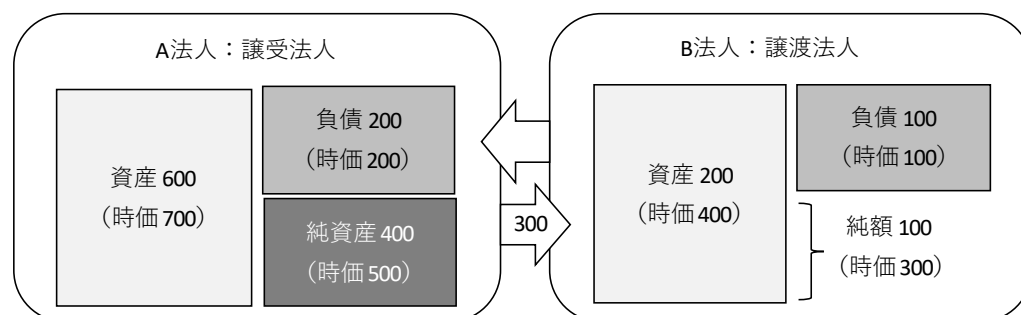 A法人：譲受法人
資産 600
（時価 700）
負債 200
（時価 200）
純資産 400
（時価 500）
300
B法人：譲渡法人
資産 200
（時価 400）
負債 100
（時価 100）
純額 100
（時価 300）